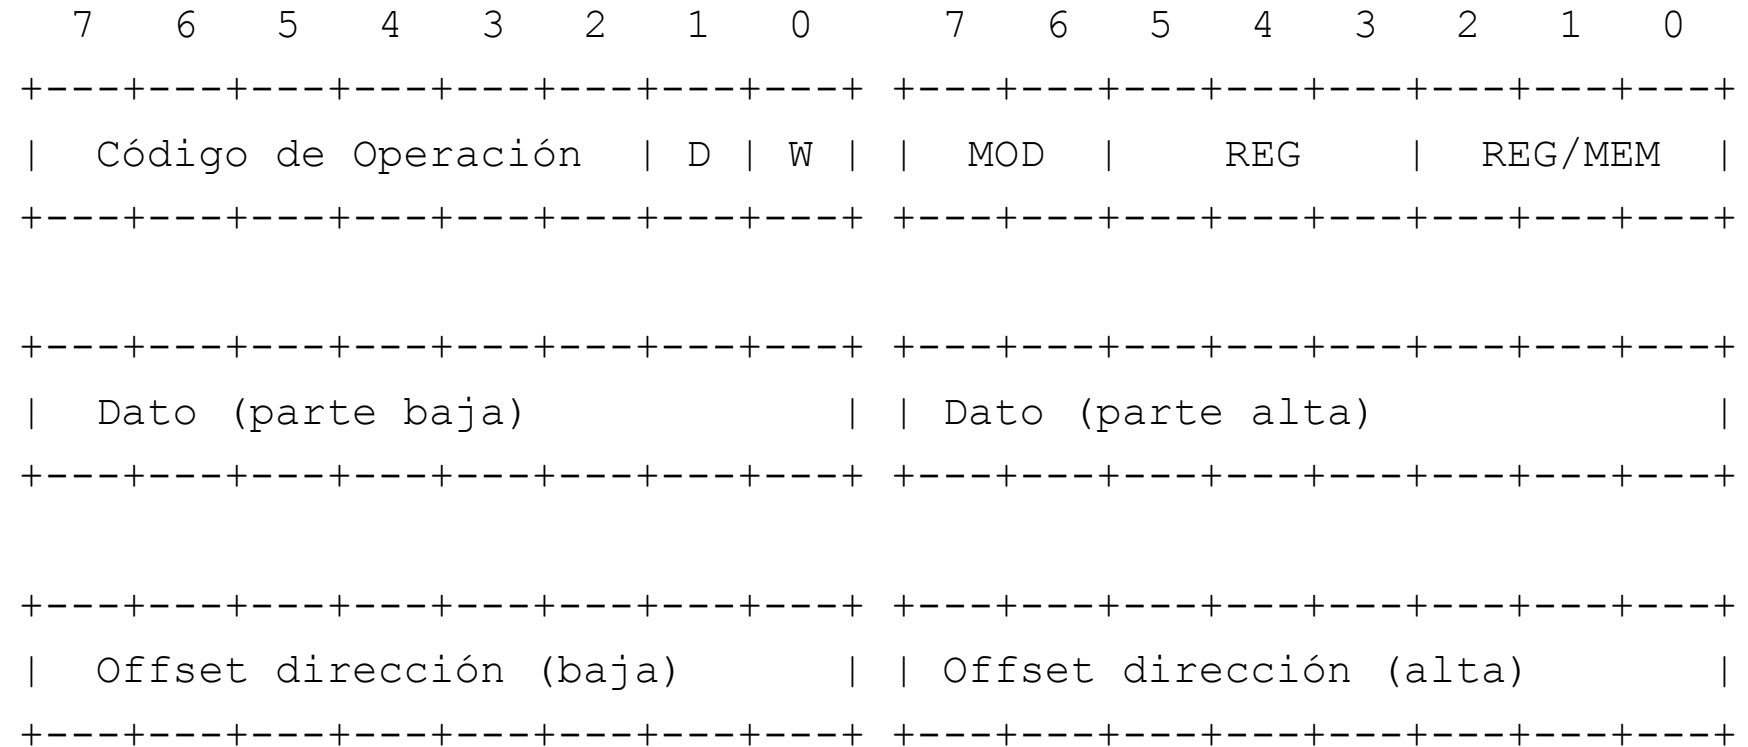 7   6   5   4   3   2   1   0     7   6   5   4   3   2   1   0
+---+---+---+---+---+---+---+---+ +---+---+---+---+---+---+---+---+
|  Código de Operación  | D | W | |  MOD  |    REG    |  REG/MEM  |
+---+---+---+---+---+---+---+---+ +---+---+---+---+---+---+---+---+
+---+---+---+---+---+---+---+---+ +---+---+---+---+---+---+---+---+
|  Dato (parte baja)            | | Dato (parte alta)             |
+---+---+---+---+---+---+---+---+ +---+---+---+---+---+---+---+---+
+---+---+---+---+---+---+---+---+ +---+---+---+---+---+---+---+---+
|  Offset dirección (baja)      | | Offset dirección (alta)       |
+---+---+---+---+---+---+---+---+ +---+---+---+---+---+---+---+---+